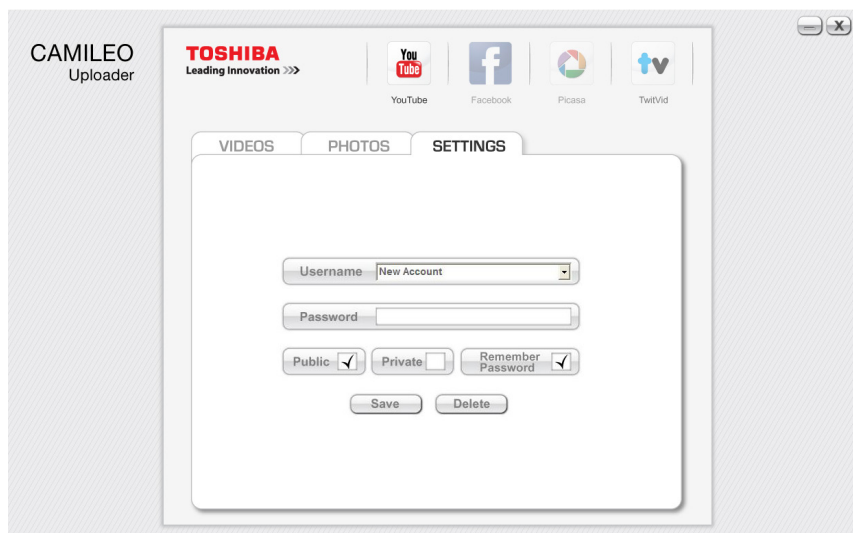 CAMILEO
Uploader
TOSHIBA
Leading Innovation >>>
You
Tube
f
tv
YouTube
Facebook
Picasa
TwitVid
VIDEOS
PHOTOS
SETTINGS
Username
New Account
Password
Public
Private
Remember
Password
Save
Delete